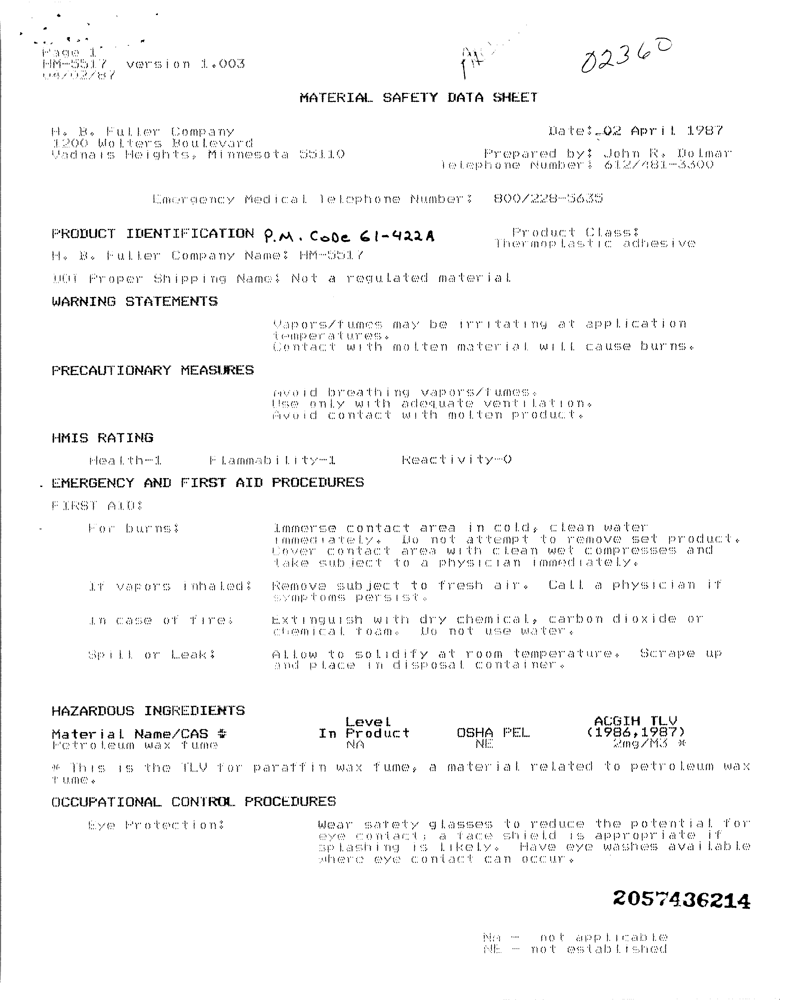 Page 1
HM-5517 version 1.003
04/02/87
02360
MATERIAL SAFETY DATA SHEET
H. B. Fuller Company
1200 Wolters Boulevard
Vadnais Heights, Minnesota 55110
Date: 02 April 1987
Prepared by: John R. Dolmar
Telephone Number: 612/481-3300
Emergency Medical Telephone Number: 800/228-5635
PRODUCT IDENTIFICATION P.M. Code 61-422A
Product Class:
Thermoplastic adhesive
H. B. Fuller Company Name: HM-5517
DOT Proper Shipping Name: Not a regulated material
WARNING STATEMENTS
Vapors/fumes may be irritating at application
temperatures.
Contact with molten material will cause burns.
PRECAUTIONARY MEASURES
Avoid breathing vapors/fumes.
Use only with adequate ventilation.
Avoid contact with molten product.
HMIS RATING
Health-1 Flammability-1 Reactivity-0
EMERGENCY AND FIRST AID PROCEDURES
FIRST AID:
For burns: Immerse contact area in cold, clean water
immediately. Do not attempt to remove set product.
Cover contact area with clean wet compresses and
take subject to a physician immediately.
If vapors inhaled: Remove subject to fresh air. Call a physician if
symptoms persist.
In case of fire: Extinguish with dry chemical, carbon dioxide or
chemical foam. Do not use water.
Spill or Leak: Allow to solidify at room temperature. Scrape up
and place in disposal container.
HAZARDOUS INGREDIENTS
Level ACGIH TLV
Material Name/CAS # In Product OSHA PEL (1986,1987)
Petroleum wax fume NA NE 2mg/M3 *
* This is the TLV for paraffin wax fume, a material related to petroleum wax
fume.
OCCUPATIONAL CONTROL PROCEDURES
Eye Protection: Wear safety glasses to reduce the potential for
eye contact; a face shield is appropriate if
splashing is likely. Have eye washes available
where eye contact can occur.
2057436214
NA - not applicable
NE - not established